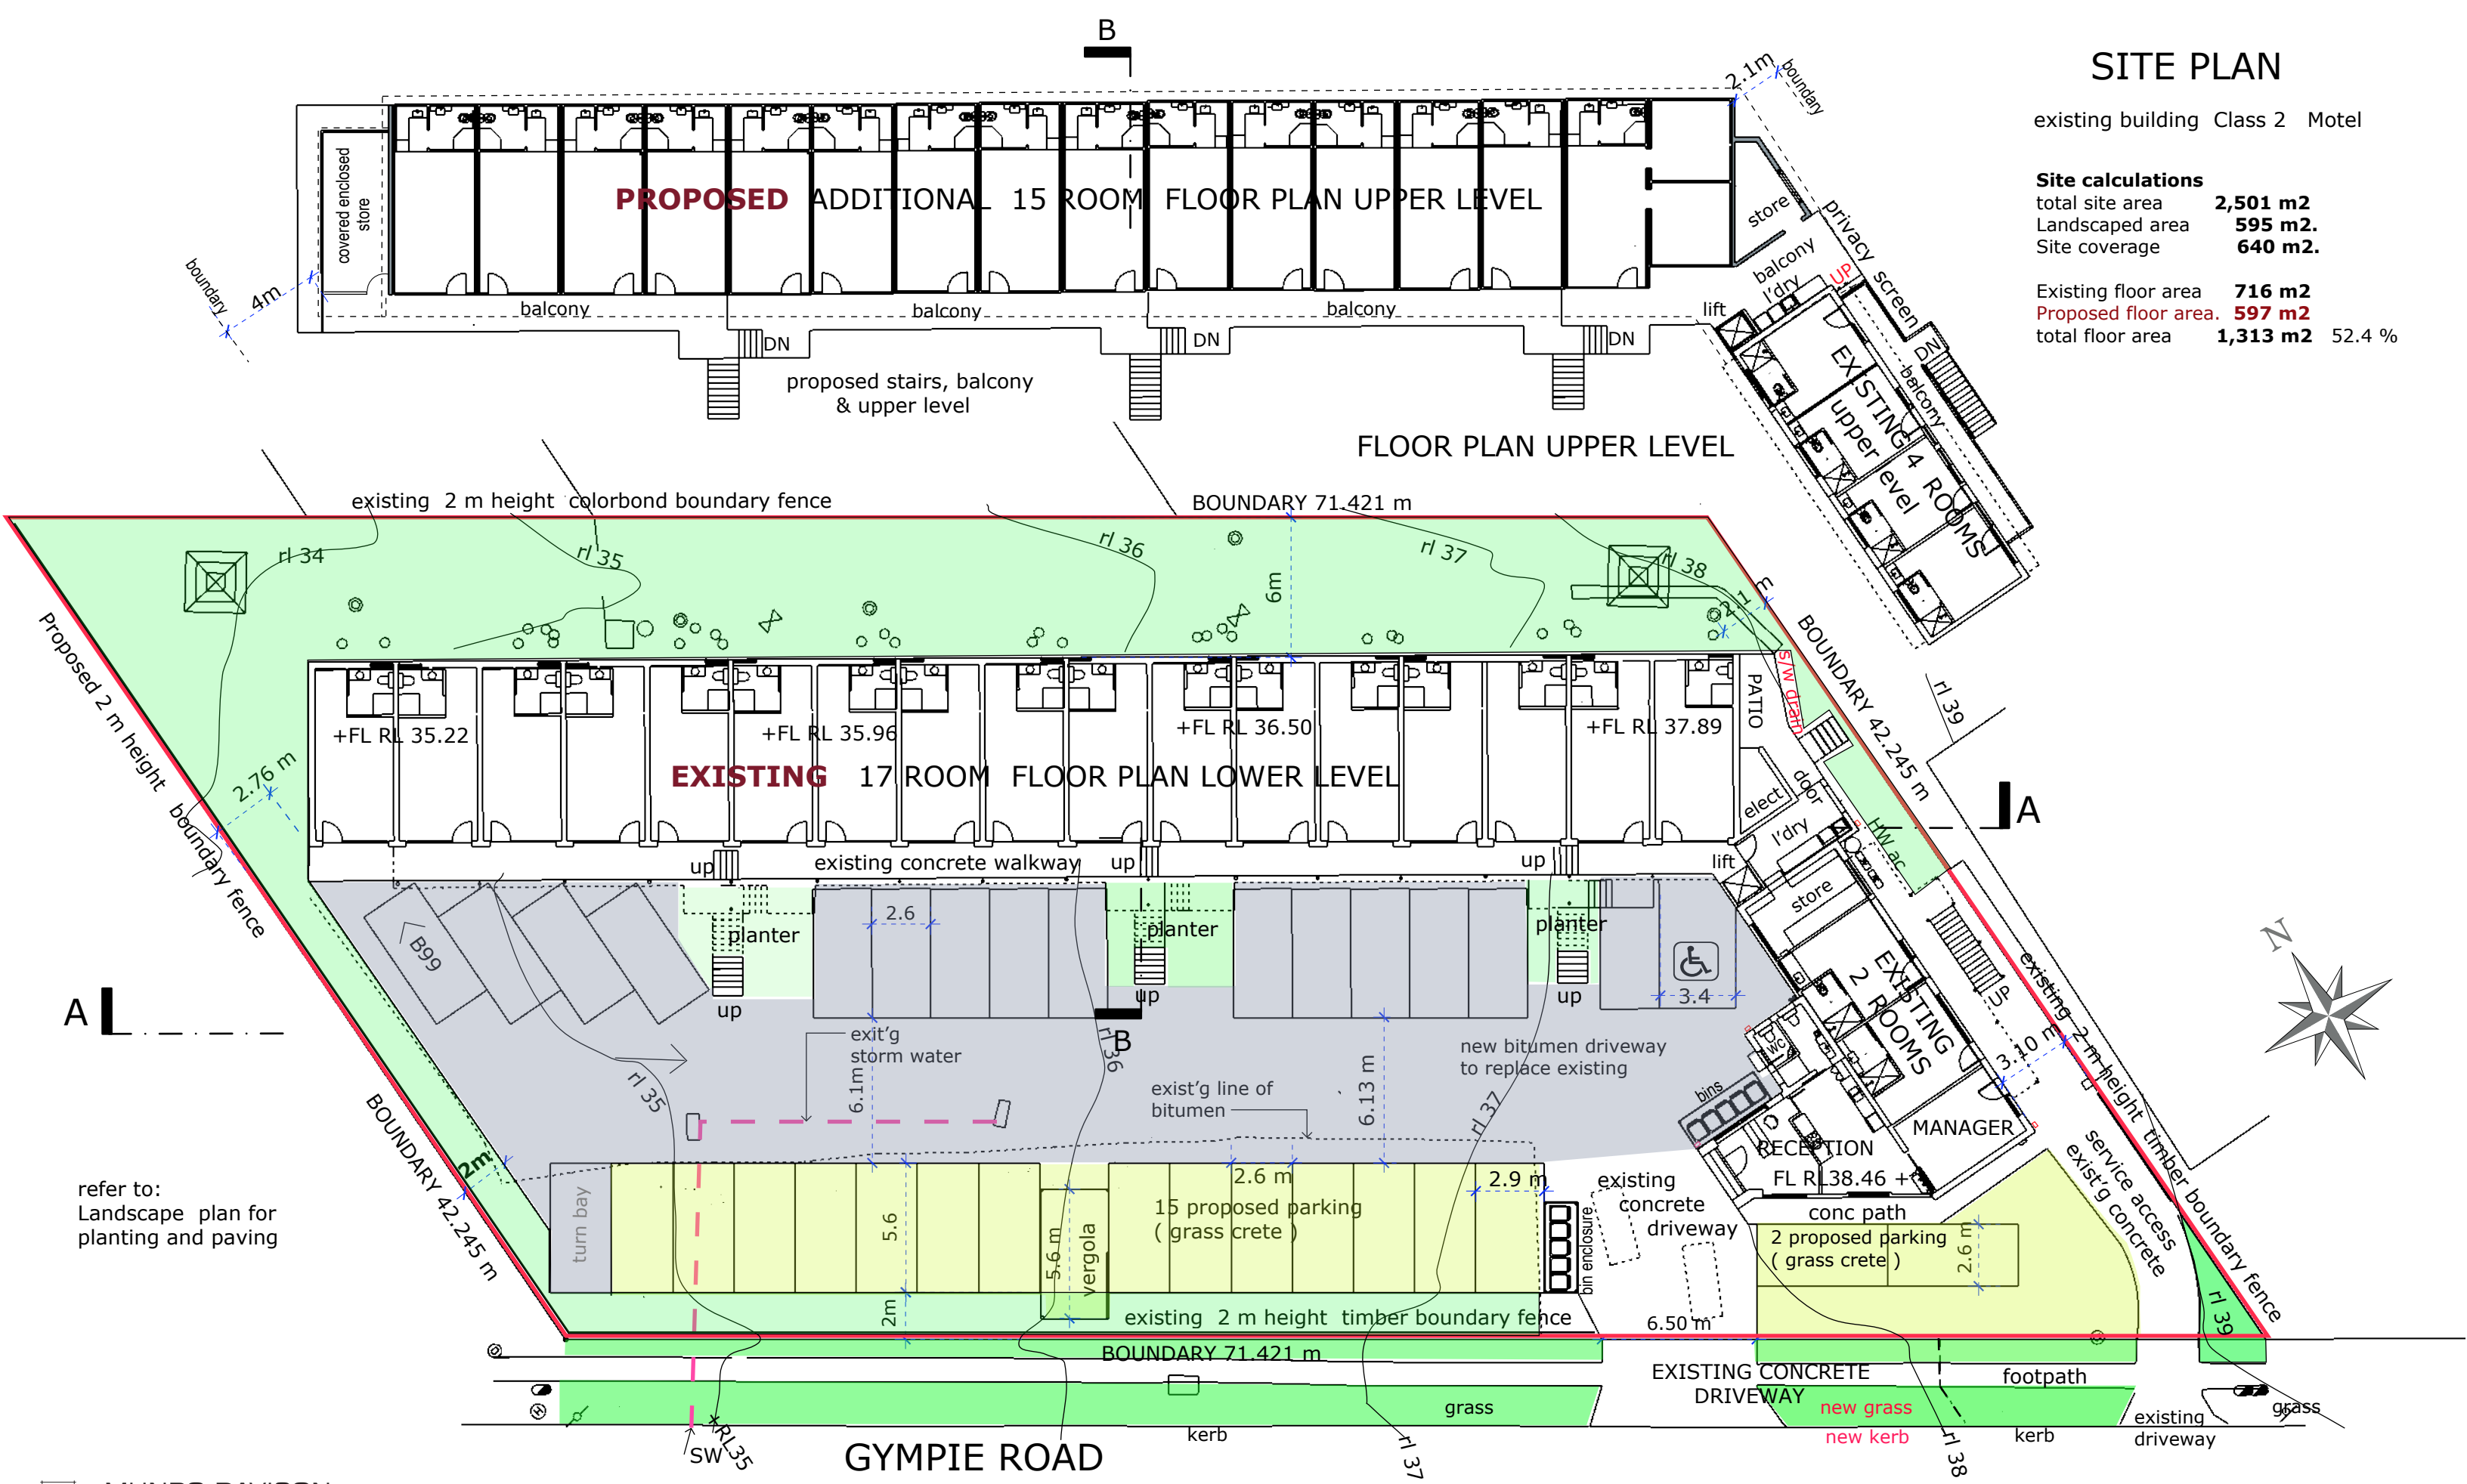 B
SITE PLAN
existing building Class 2 Motel
Site calculations
total site area 2,501 m2
Landscaped area 595 m2.
Site coverage 640 m2.
Existing floor area 716 m2
Proposed floor area. 597 m2
total floor area 1,313 m2 52.4 %
2.1m
boundary
covered enclosed
store
PROPOSED ADDITIONAL 15 ROOM FLOOR PLAN UPPER LEVEL
store
privacy screen
balcony
UP
l'dry
lift
boundary
4m
balcony
balcony
balcony
DN
DN
DN
DN
balcony
proposed stairs, balcony
& upper level
EXISTING 4 ROOMS
upper level
FLOOR PLAN UPPER LEVEL
existing 2 m height colorbond boundary fence
BOUNDARY 71.421 m
rl 34
rl 35
rl 36
rl 37
rl 38
6m
2.1 m
BOUNDARY 42.245 m
rl 39
Proposed 2 m height boundary fence
2.76 m
+FL RL 35.22
+FL RL 35.96
+FL RL 36.50
+FL RL 37.89
PATIO
s/w drain
EXISTING 17 ROOM FLOOR PLAN LOWER LEVEL
door
elect
l'dry
HW ac
A
up
existing concrete walkway
up
up
lift
store
B99
2.6
planter
planter
planter
3.4
up
up
up
EXISTING
2 ROOMS
UP
existing 2 m height timber boundary fence
N
A
exit'g
storm water
B
rl 36
rl 35
6.1m
exist'g line of
bitumen
6.13 m
new bitumen driveway
to replace existing
rl 37
wc
bins
3.10 m
MANAGER
RECEPTION
FL RL38.46 +
BOUNDARY 42.245 m
2m
refer to:
Landscape plan for
planting and paving
turn bay
5.6
5.6 m
vergola
2.6 m
15 proposed parking
( grass crete )
2.9 m
bin enclosure
existing
concrete
driveway
conc path
2 proposed parking
( grass crete )
2.6 m
service access
exist'g concrete
2m
existing 2 m height timber boundary fence
6.50 m
rl 39
BOUNDARY 71.421 m
EXISTING CONCRETE
DRIVEWAY
footpath
grass
new grass
grass
new kerb
kerb
kerb
existing
driveway
SW
RL35
GYMPIE ROAD
rl 37
rl 38